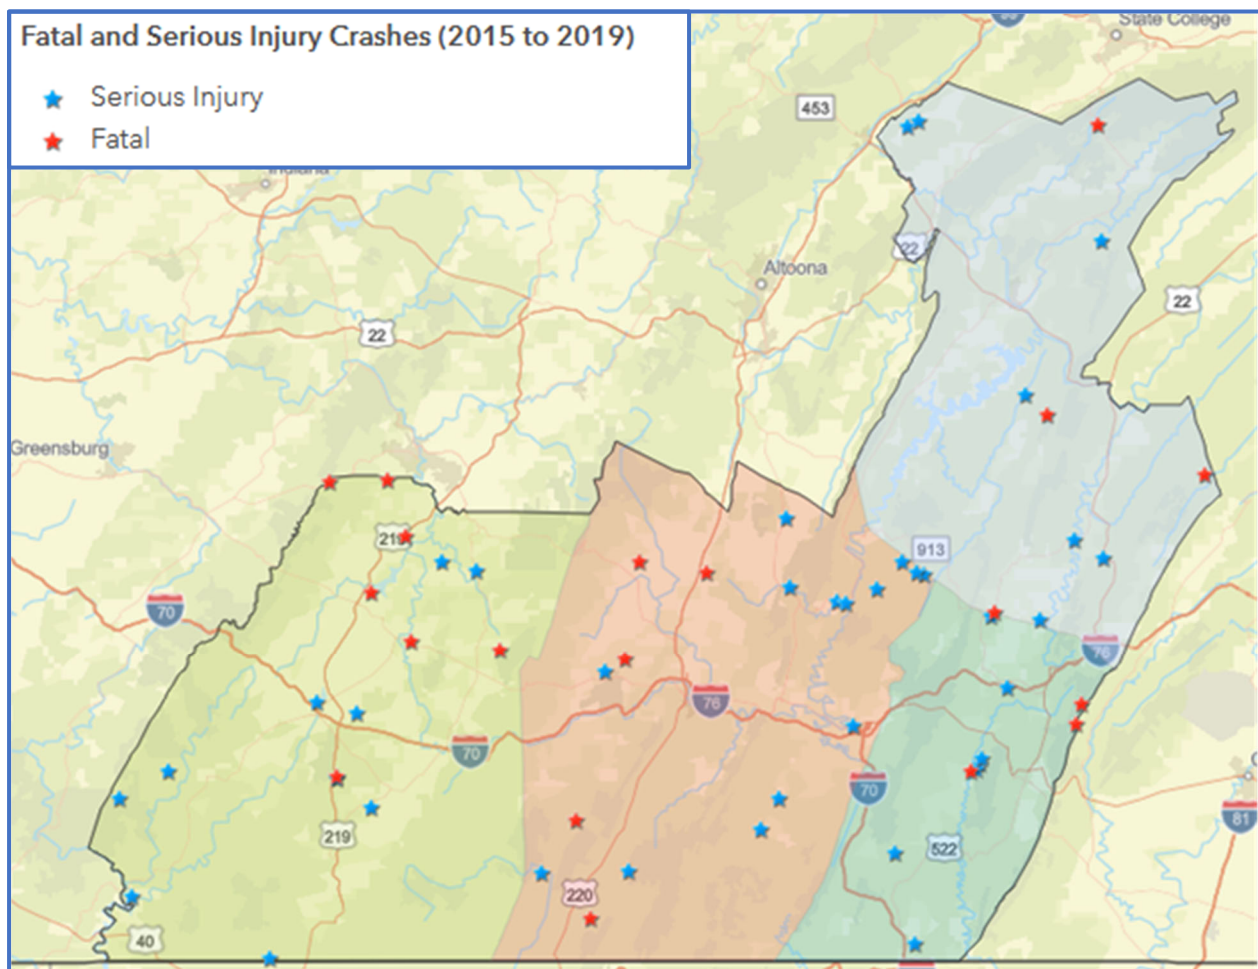 Fatal and Serious Injury Crashes (2015 to 2019)
Serious Injury
Fatal
State College
453
22
Altoona
22
22
Greensburg
219
913
70
76
76
70
70
81
219
522
220
40